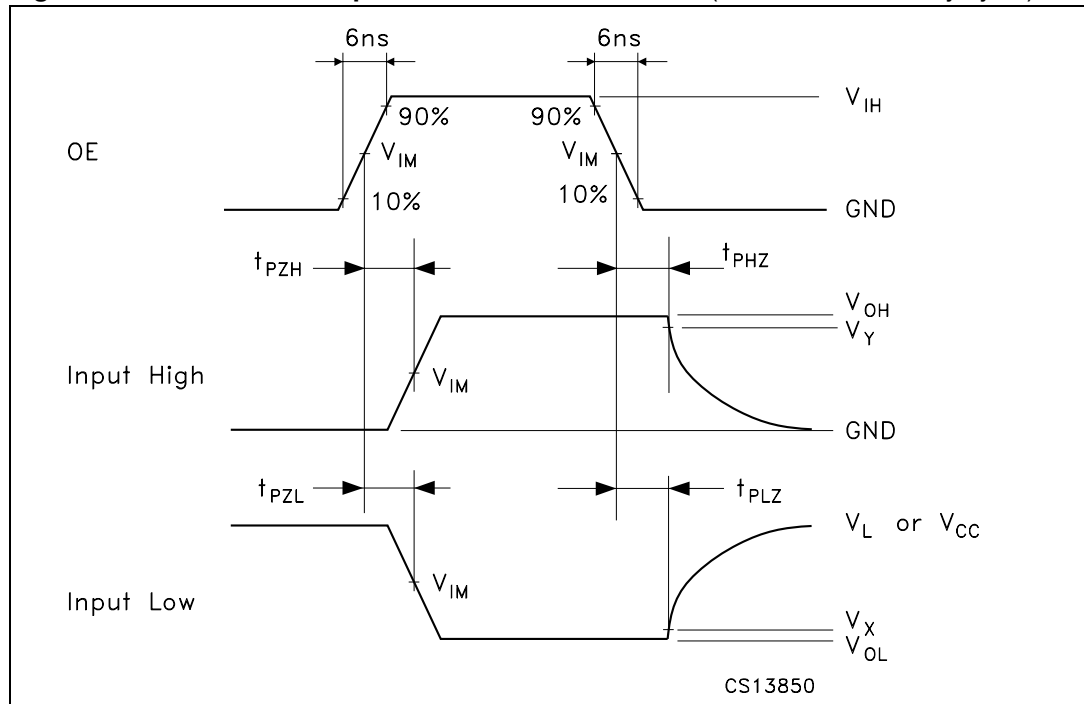 6ns 6ns
V_IH
90% 90%
OE
V_IM V_IM
10% 10%
GND
t_PZH t_PHZ
V_OH
V_Y
Input High
V_IM
GND
t_PZL t_PLZ
V_L or V_CC
V_IM
Input Low
V_X
V_OL
CS13850